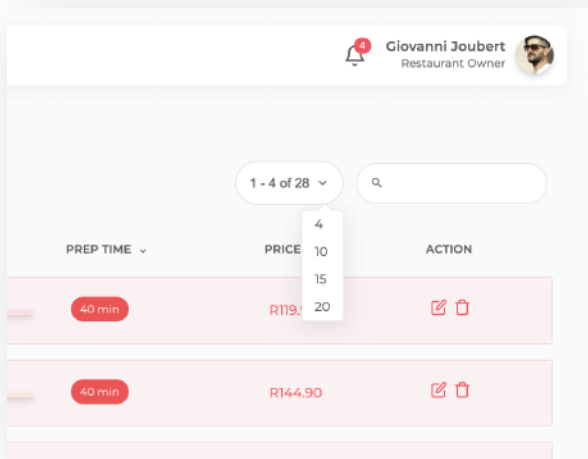 4
Giovanni Joubert
Restaurant Owner
1 - 4 of 28
4
10
15
20
PREP TIME
PRICE
ACTION
40 min
R119.
40 min
R144.90